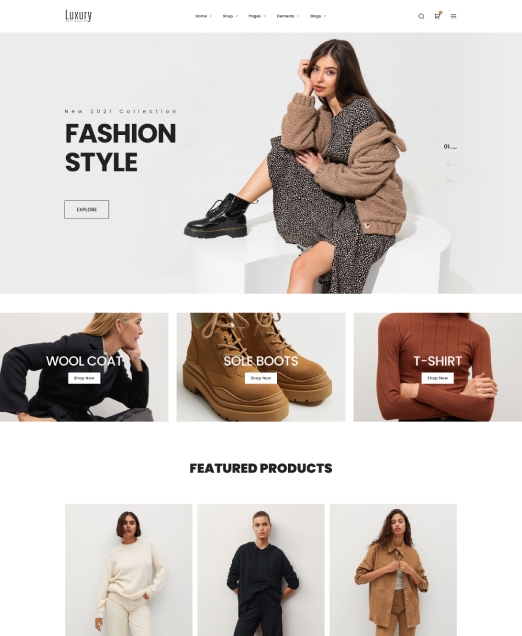 Luxury
Home
Shop
Pages
Elements
Blogs
New 2021 Collection
FASHION
STYLE
EXPLORE
01
WOOL COAT
Shop Now
SOLE BOOTS
Shop Now
T-SHIRT
Shop Now
FEATURED PRODUCTS